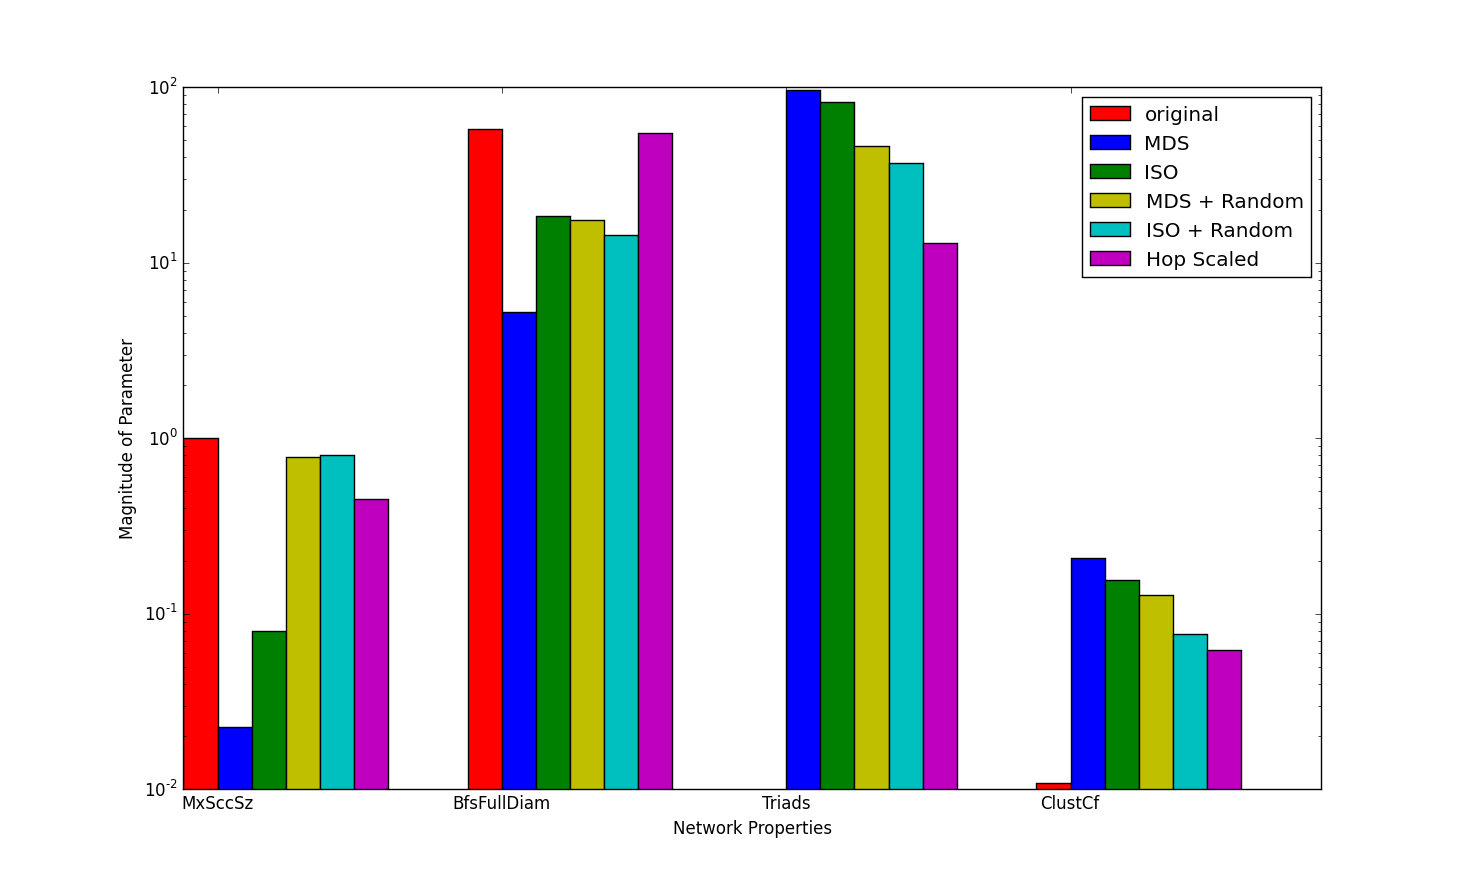 10^2
10^1
10^0
10^-1
10^-2
Magnitude of Parameter
original
MDS
ISO
MDS + Random
ISO + Random
Hop Scaled
MxSccSz BfsFullDiam Triads ClustCf
Network Properties